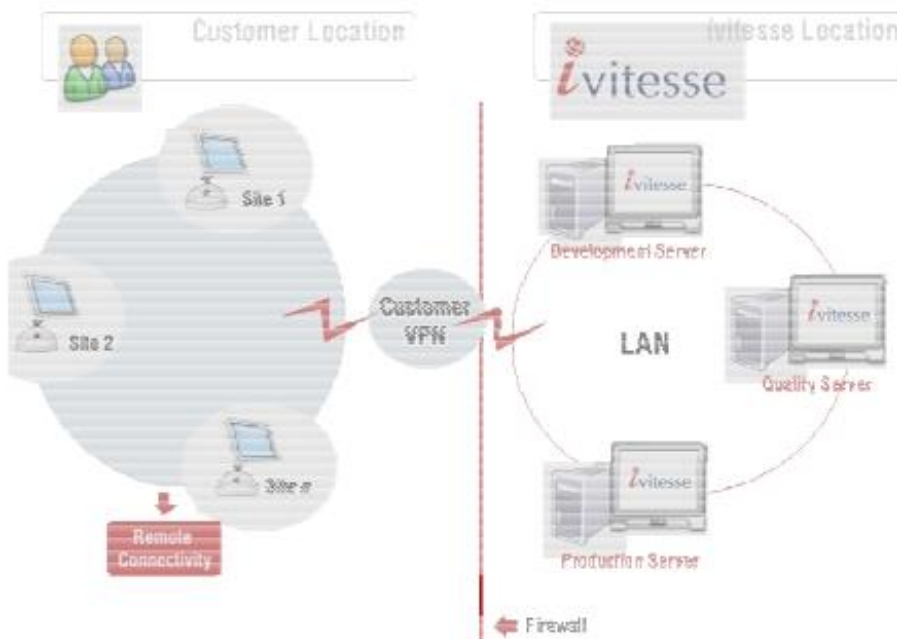 Customer Location
ivitesse Location
ivitesse
Site 1
ivitesse
Development Server
Site 2
Customer
VPN
LAN
ivitesse
Quality Server
Site n
ivitesse
Remote
Connectivity
Production Server
Firewall